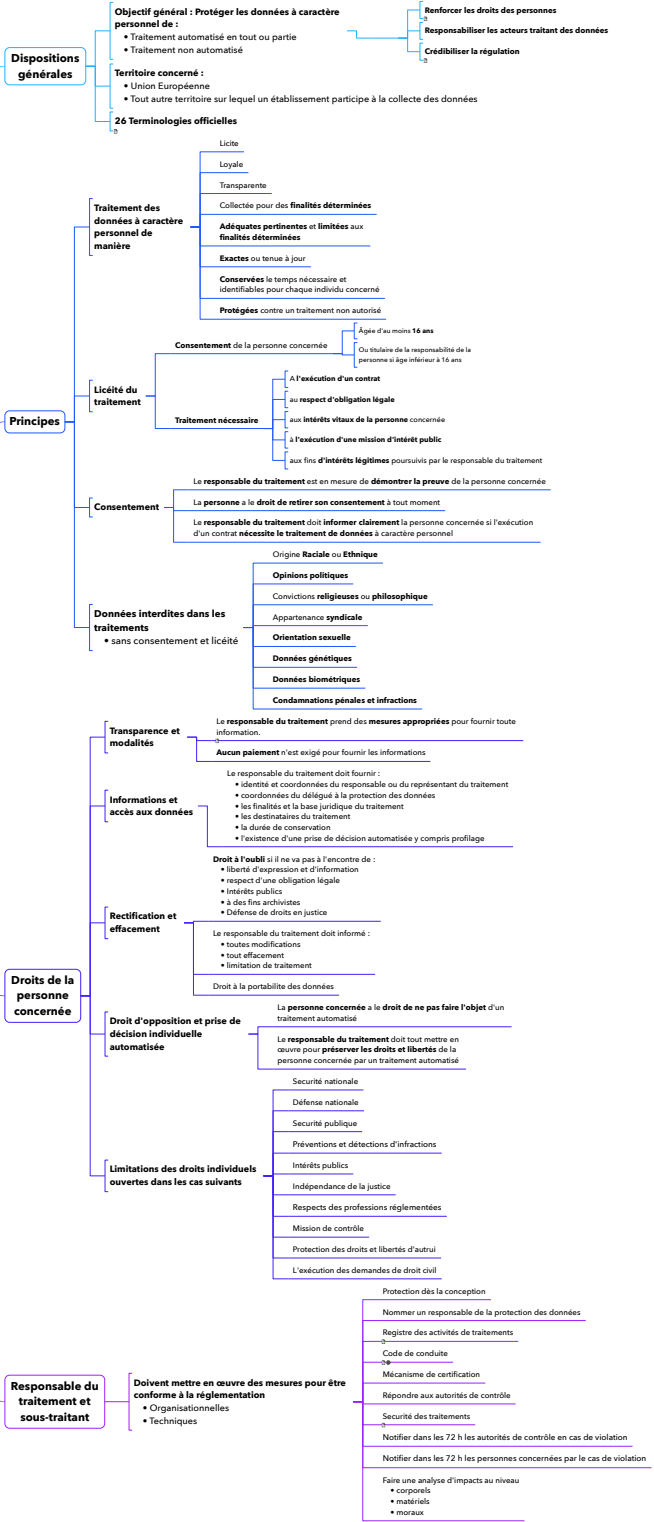 Dispositions
générales
Objectif général : Protéger les données à caractère
personnel de :
• Traitement automatisé en tout ou partie
• Traitement non automatisé
Renforcer les droits des personnes
Responsabiliser les acteurs traitant des données
Crédibiliser la régulation
Territoire concerné :
• Union Européenne
• Tout autre territoire sur lequel un établissement participe à la collecte des données
26 Terminologies officielles
Principes
Traitement des
données à caractère
personnel de
manière
Licite
Loyale
Transparente
Collectée pour des finalités déterminées
Adéquates pertinentes et limitées aux
finalités déterminées
Exactes ou tenue à jour
Conservées le temps nécessaire et
identifiables pour chaque individu concerné
Protégées contre un traitement non autorisé
Licéité du
traitement
Consentement de la personne concernée
Âgée d'au moins 16 ans
Ou titulaire de la responsabilité de la
personne si âge inférieur à 16 ans
Traitement nécessaire
A l'exécution d'un contrat
au respect d'obligation légale
aux intérêts vitaux de la personne concernée
à l'exécution d'une mission d'intérêt public
aux fins d'intérêts légitimes poursuivis par le responsable du traitement
Consentement
Le responsable du traitement est en mesure de démontrer la preuve de la personne concernée
La personne a le droit de retirer son consentement à tout moment
Le responsable du traitement doit informer clairement la personne concernée si l'exécution
d'un contrat nécessite le traitement de données à caractère personnel
Données interdites dans les
traitements
• sans consentement et licéité
Origine Raciale ou Ethnique
Opinions politiques
Convictions religieuses ou philosophique
Appartenance syndicale
Orientation sexuelle
Données génétiques
Données biométriques
Condamnations pénales et infractions
Droits de la
personne
concernée
Transparence et
modalités
Le responsable du traitement prend des mesures appropriées pour fournir toute
information.
Aucun paiement n'est exigé pour fournir les informations
Informations et
accès aux données
Le responsable du traitement doit fournir :
• identité et coordonnées du responsable ou du représentant du traitement
• coordonnées du délégué à la protection des données
• les finalités et la base juridique du traitement
• les destinataires du traitement
• la durée de conservation
• l'existence d'une prise de décision automatisée y compris profilage
Rectification et
effacement
Droit à l'oubli si il ne va pas à l'encontre de :
• liberté d'expression et d'information
• respect d'une obligation légale
• Intérêts publics
• à des fins archivistes
• Défense de droits en justice
Le responsable du traitement doit informé :
• toutes modifications
• tout effacement
• limitation de traitement
Droit à la portabilite des données
Droit d'opposition et prise de
décision individuelle
automatisée
La personne concernée a le droit de ne pas faire l'objet d'un
traitement automatisé
Le responsable du traitement doit tout mettre en
œuvre pour préserver les droits et libertés de la
personne concernée par un traitement automatisé
Limitations des droits individuels
ouvertes dans les cas suivants
Securité nationale
Défense nationale
Securité publique
Préventions et détections d'infractions
Intérêts publics
Indépendance de la justice
Respects des professions réglementées
Mission de contrôle
Protection des droits et libertés d'autrui
L'exécution des demandes de droit civil
Responsable du
traitement et
sous-traitant
Doivent mettre en œuvre des mesures pour être
conforme à la réglementation
• Organisationnelles
• Techniques
Protection dès la conception
Nommer un responsable de la protection des données
Registre des activités de traitements
Code de conduite
Mécanisme de certification
Répondre aux autorités de contrôle
Securité des traitements
Notifier dans les 72 h les autorités de contrôle en cas de violation
Notifier dans les 72 h les personnes concernées par le cas de violation
Faire une analyse d'impacts au niveau
• corporels
• matériels
• moraux